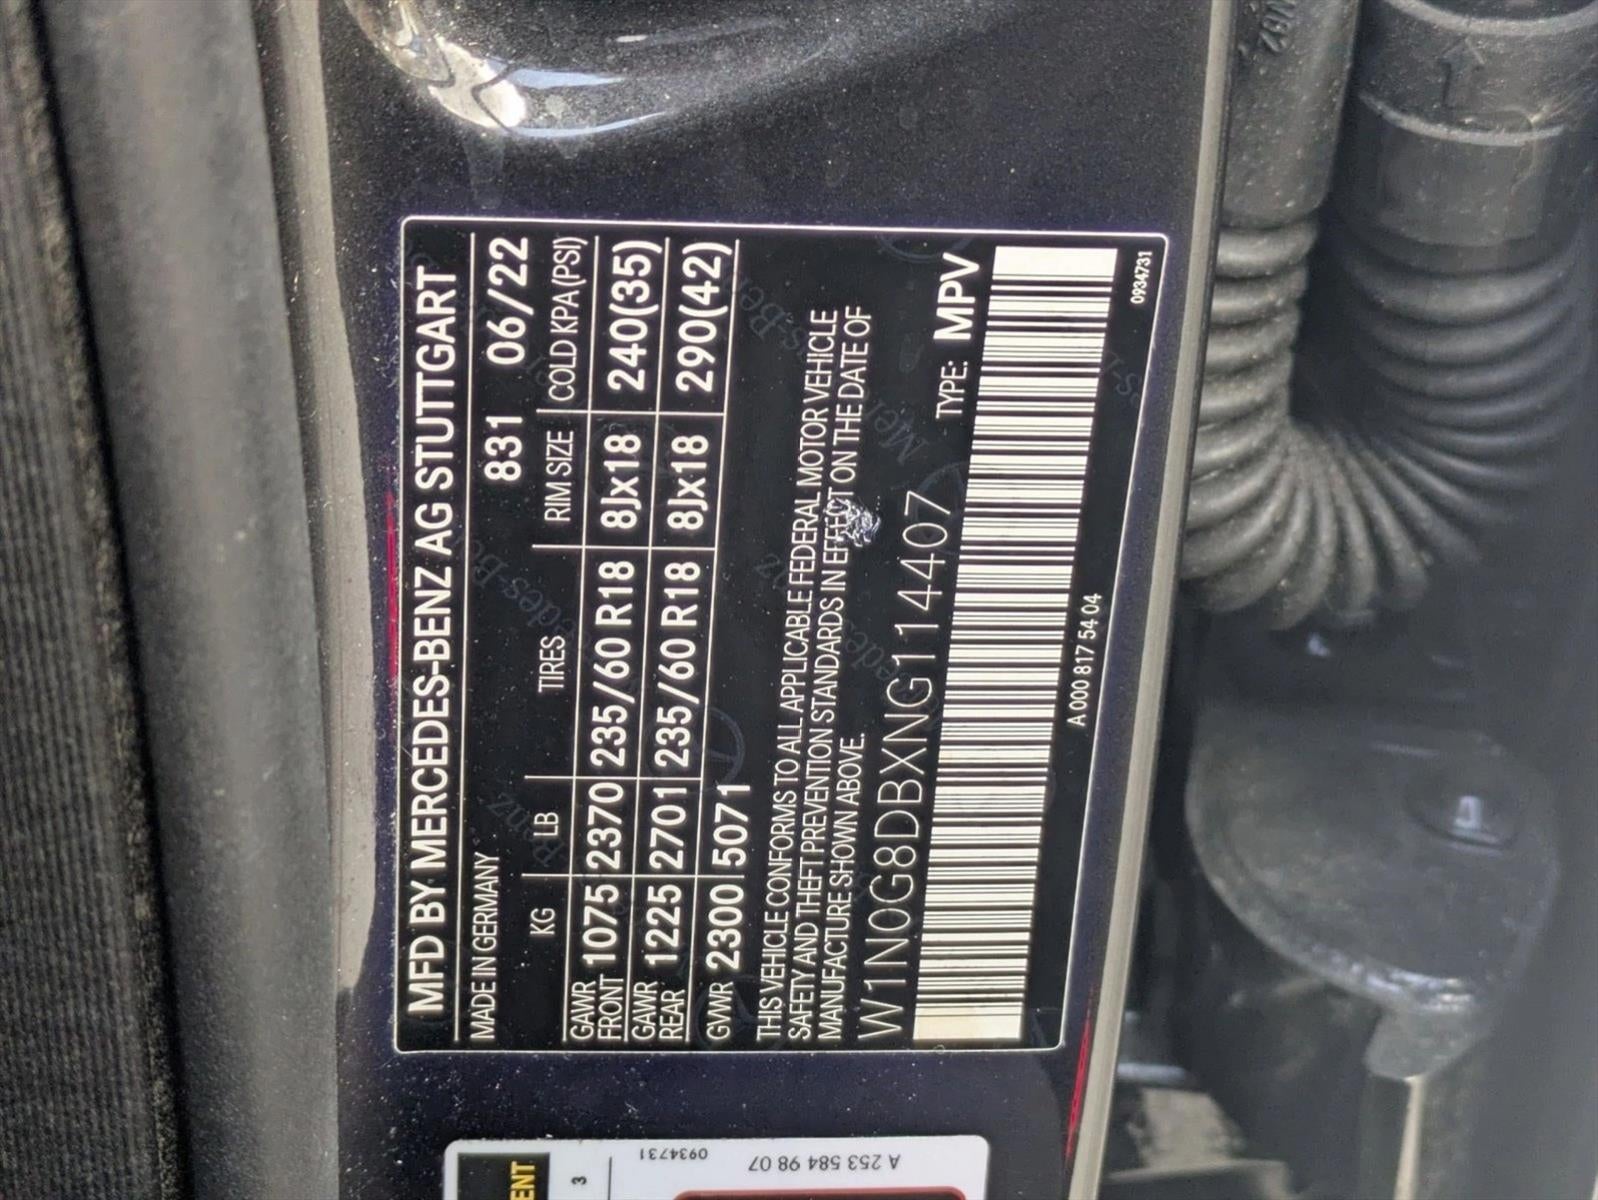 MFD BY MERCEDES-BENZ AG STUTTGART
MADE IN GERMANY 831 06/22
KG LB TIRES RIM SIZE COLD KPA(PSI)
GAWR FRONT 1075 2370 235/60 R18 8Jx18 240(35)
GAWR REAR 1225 2701 235/60 R18 8Jx18 290(42)
GVWR 2300 5071
THIS VEHICLE CONFORMS TO ALL APPLICABLE FEDERAL MOTOR VEHICLE
SAFETY AND THEFT PREVENTION STANDARDS IN EFFECT ON THE DATE OF
MANUFACTURE SHOWN ABOVE.
W1N0G8DBXNG114407 TYPE: MPV
A 000 817 54 04
0934731
0934731
A 253 584 98 07
3
ENT